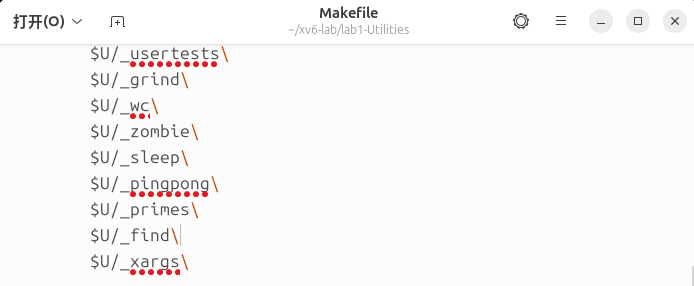 打开(O)
Makefile
~/xv6-lab/lab1-Utilities
$U/_usertests\
$U/_grind\
$U/_wc\
$U/_zombie\
$U/_sleep\
$U/_pingpong\
$U/_primes\
$U/_find\
$U/_xargs\